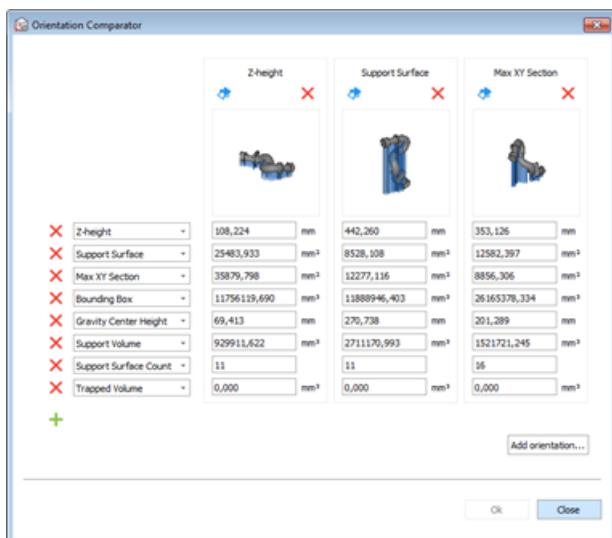 Orientation Comparator
Z-height Support Surface Max XY Section
Z-height 108,224 mm 442,260 mm 353,126 mm
Support Surface 25483,933 mm² 8528,108 mm² 12582,397 mm²
Max XY Section 35879,798 mm² 12277,116 mm² 8856,306 mm²
Bounding Box 11756119,690 mm³ 11888946,403 mm³ 26165378,334 mm³
Gravity Center Height 69,413 mm 270,738 mm 201,289 mm
Support Volume 929911,622 mm³ 2711170,993 mm³ 1521721,245 mm³
Support Surface Count 11 11 16
Trapped Volume 0,000 mm³ 0,000 mm³ 0,000 mm³
Add orientation...
Ok Close